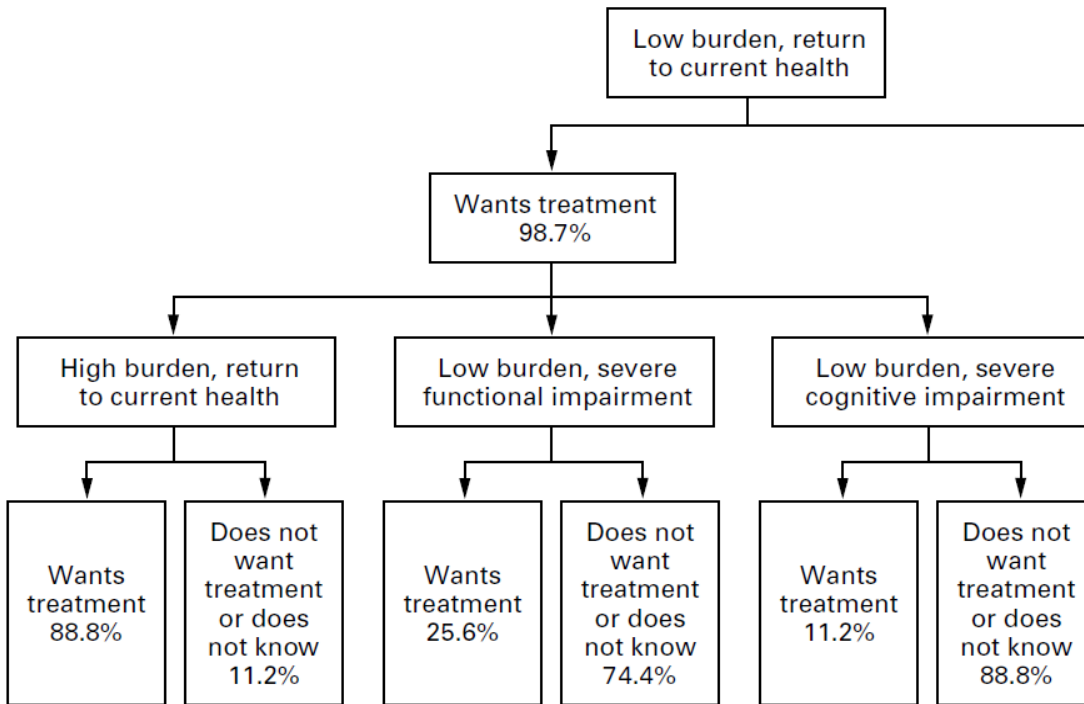 Low burden, return
to current health
Wants treatment
98.7%
High burden, return
to current health
Low burden, severe
functional impairment
Low burden, severe
cognitive impairment
Wants
treatment
88.8%
Does not
want
treatment
or does
not know
11.2%
Wants
treatment
25.6%
Does not
want
treatment
or does
not know
74.4%
Wants
treatment
11.2%
Does not
want
treatment
or does
not know
88.8%